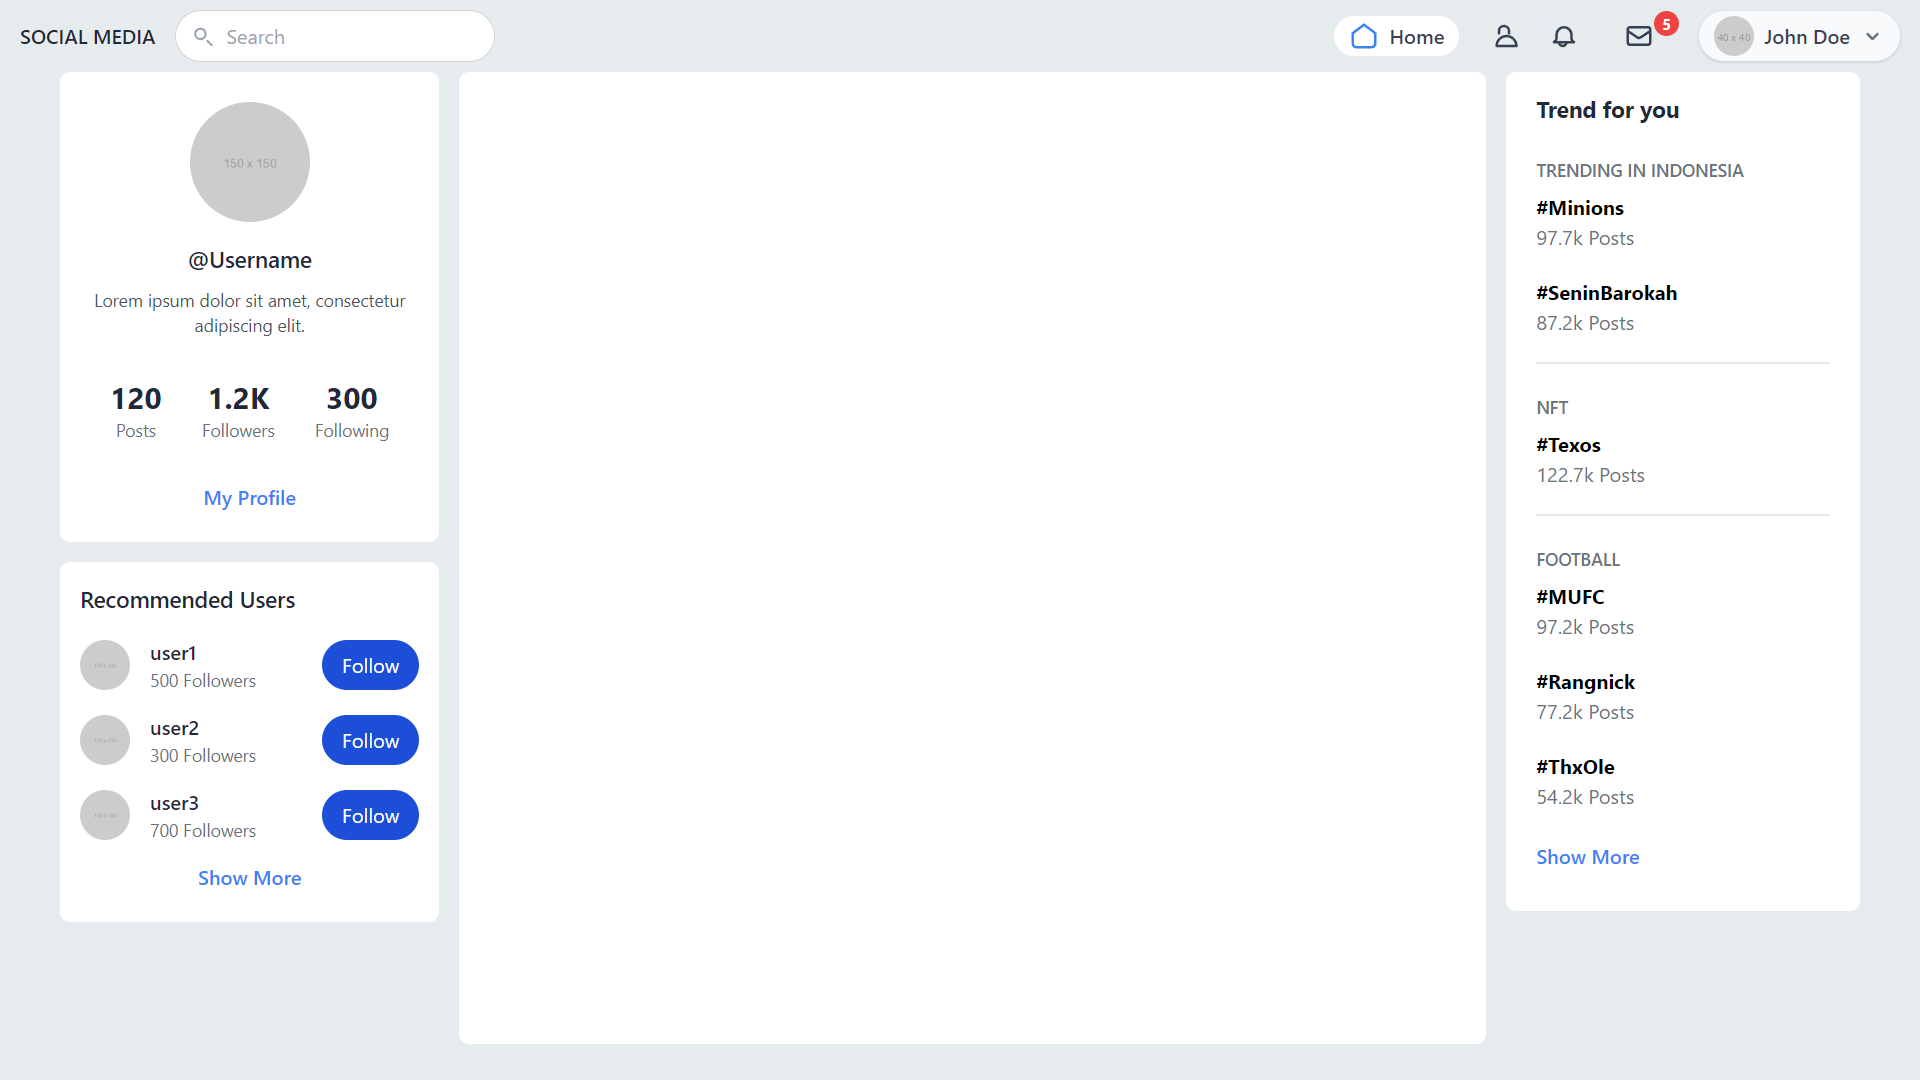 SOCIAL MEDIA
Search
Home
5
40 x 40
John Doe
150 x 150
@Username
Lorem ipsum dolor sit amet, consectetur
adipiscing elit.
120
Posts
1.2K
Followers
300
Following
My Profile
Recommended Users
user1
500 Followers
Follow
user2
300 Followers
Follow
user3
700 Followers
Follow
Show More
Trend for you
TRENDING IN INDONESIA
#Minions
97.7k Posts
#SeninBarokah
87.2k Posts
NFT
#Texos
122.7k Posts
FOOTBALL
#MUFC
97.2k Posts
#Rangnick
77.2k Posts
#ThxOle
54.2k Posts
Show More